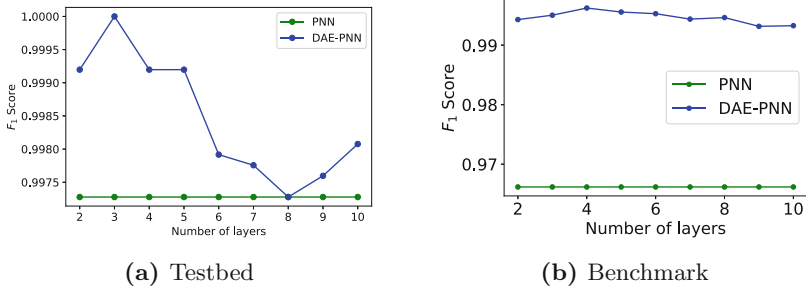 1.0000
0.9995
0.9990
0.9985
0.9980
0.9975
F1 Score
PNN
DAE-PNN
2 3 4 5 6 7 8 9 10
Number of layers
(a) Testbed
0.99
0.98
0.97
F1 Score
PNN
DAE-PNN
2 4 6 8 10
Number of layers
(b) Benchmark